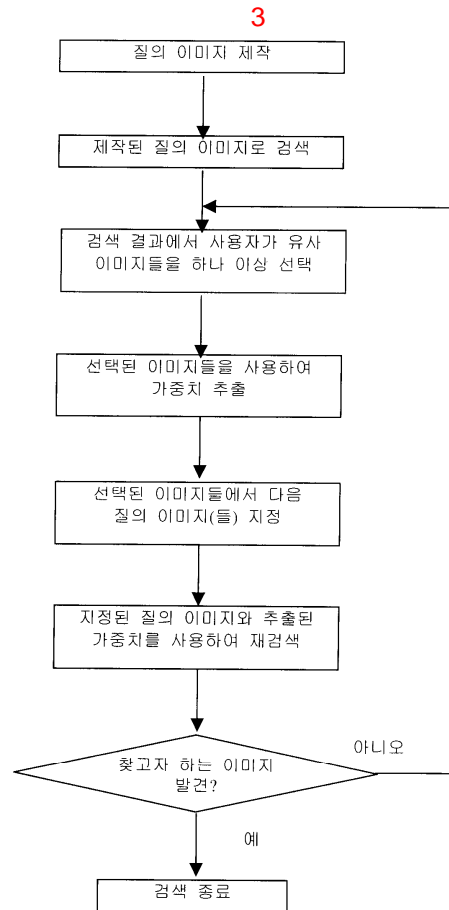 3
질의 이미지 제작
제작된 질의 이미지로 검색
검색 결과에서 사용자가 유사
이미지들을 하나 이상 선택
선택된 이미지들을 사용하여
가중치 추출
선택된 이미지둘에서 다음
질의 이미지(들) 지정
지정된 질의 이미지와 추출된
가중치를 사용하여 재검색
찾고자 하는 이미지
발견?
아니오
예
검색 종료